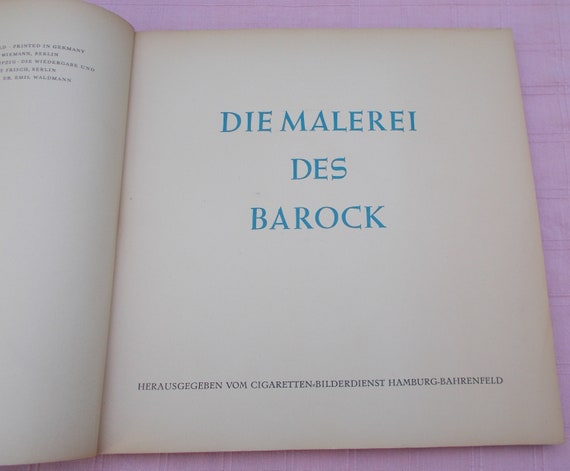 PRINTED IN GERMANY
WIEMANN, BERLIN
DIE WIEDERGABE UND
FRISCH, BERLIN
DR. EMIL WALDMANN
DIE MALEREI
DES
BAROCK
HERAUSGEGEBEN VOM CIGARETTEN-BILDERDIENST HAMBURG-BAHRENFELD